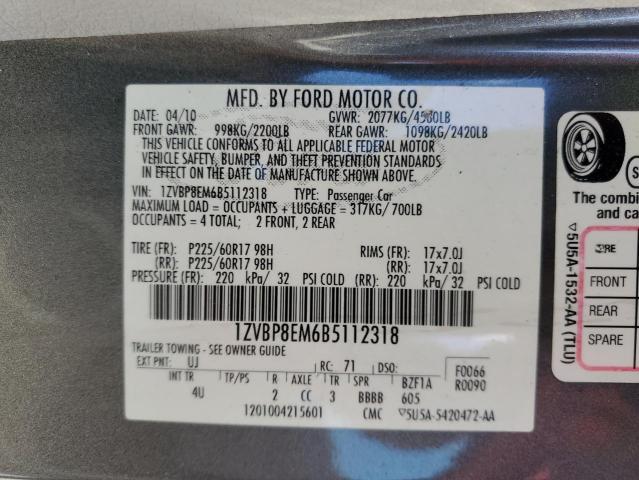 MFD. BY FORD MOTOR CO.
DATE: 04/10 GVWR: 2077KG/4580LB
FRONT GAWR: 998KG/2200LB REAR GAWR: 1098KG/2420LB
THIS VEHICLE CONFORMS TO ALL APPLICABLE FEDERAL MOTOR
VEHICLE SAFETY, BUMPER, AND THEFT PREVENTION STANDARDS
IN EFFECT ON THE DATE OF MANUFACTURE SHOWN ABOVE.
VIN: 1ZVBP8EM6B5112318 TYPE: Passenger Car
MAXIMUM LOAD = OCCUPANTS + LUGGAGE = 317KG/700LB
OCCUPANTS = 4 TOTAL; 2 FRONT, 2 REAR
TIRE (FR): P225/60R17 98H RIMS (FR): 17x7.0J
(RR): P225/60R17 98H (RR): 17x7.0J
PRESSURE (FR): 220 kPa/ 32 PSI COLD (RR): 220 kPa/ 32 PSI COLD
1ZVBP8EM6B5112318
TRAILER TOWING - SEE OWNER GUIDE
EXT PNT: UJ RC: 71 DSO: F0066
INT TR TP/PS R AXLE TR SPR BZF1A R0090
4U 2 CC 3 BBBB 605
1201004215601 CMC ▽5U5A-5420472-AA
▽5U5A-1532-AA (TLU)
The combi
and ca
TIRE
FRONT
REAR
SPARE